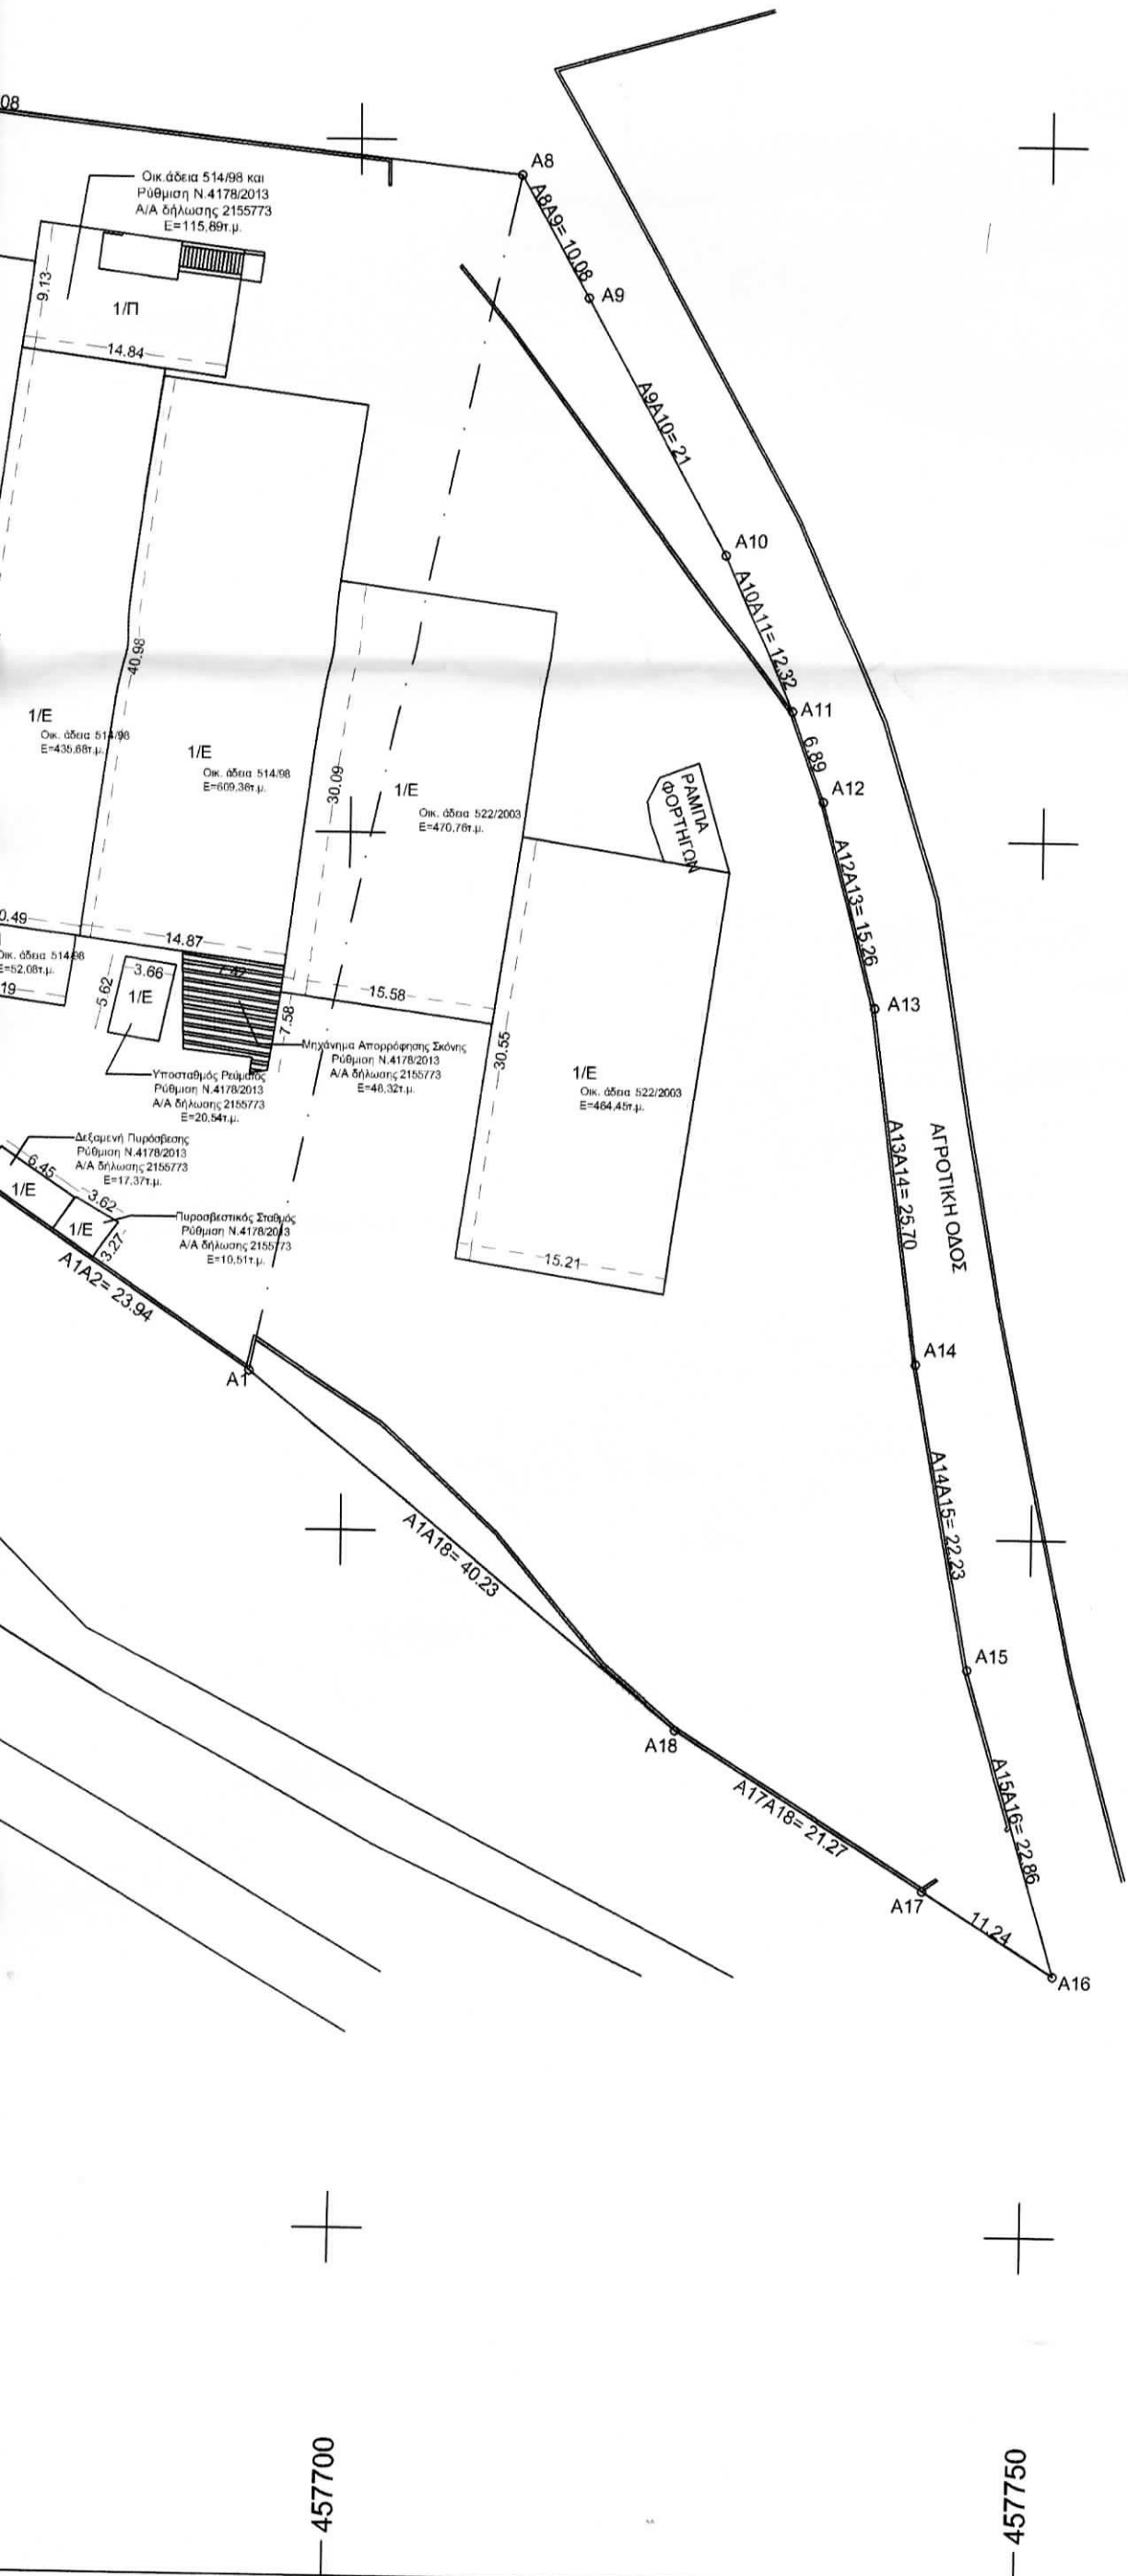 08
A8
Οικ.άδεια 514/98 και
Ρύθμιση Ν.4178/2013
Α/Α δήλωσης 2155773
Ε=115,89τ.μ.
A8A9= 10.08
A9
9.13
1/Π
14.84
A9A10= 21
A10
A10A11= 12.32
40.98
A11
1/Ε
Οικ. άδεια 514/98
Ε=435,68τ.μ.
1/Ε
Οικ. άδεια 514/98
Ε=609,36τ.μ.
30.09
1/Ε
Οικ. άδεια 522/2003
Ε=470,76τ.μ.
ΡΑΜΠΑ
ΦΟΡΤΗΓΩΝ
6.89
A12
A12A13= 15.26
0.49
14.87
Οικ. άδεια 514/98
Ε=52,08τ.μ.
19
5.62
3.66
1/Ε
7.58
15.58
A13
30.55
Μηχάνημα Απορρόφησης Σκόνης
Ρύθμιση Ν.4178/2013
Α/Α δήλωσης 2155773
Ε=46,32τ.μ.
1/Ε
Οικ. άδεια 522/2003
Ε=464,45τ.μ.
Υποσταθμός Ρεύματος
Ρύθμιση Ν.4178/2013
Α/Α δήλωσης 2155773
Ε=20,54τ.μ.
Δεξαμενή Πυρόσβεσης
Ρύθμιση Ν.4178/2013
Α/Α δήλωσης 2155773
Ε=17,37τ.μ.
6.45
1/Ε
3.62
1/Ε
3.27
Πυροσβεστικός Σταθμός
Ρύθμιση Ν.4178/2013
Α/Α δήλωσης 2155773
Ε=10,51τ.μ.
A1A2= 23.94
15.21
A13A14= 25.70
ΑΓΡΟΤΙΚΗ ΟΔΟΣ
A14
A1
A14A15= 22.23
A1A18= 40.23
A15
A18
A15A16= 22.86
A17A18= 21.27
A17
11.24
A16
457700
457750